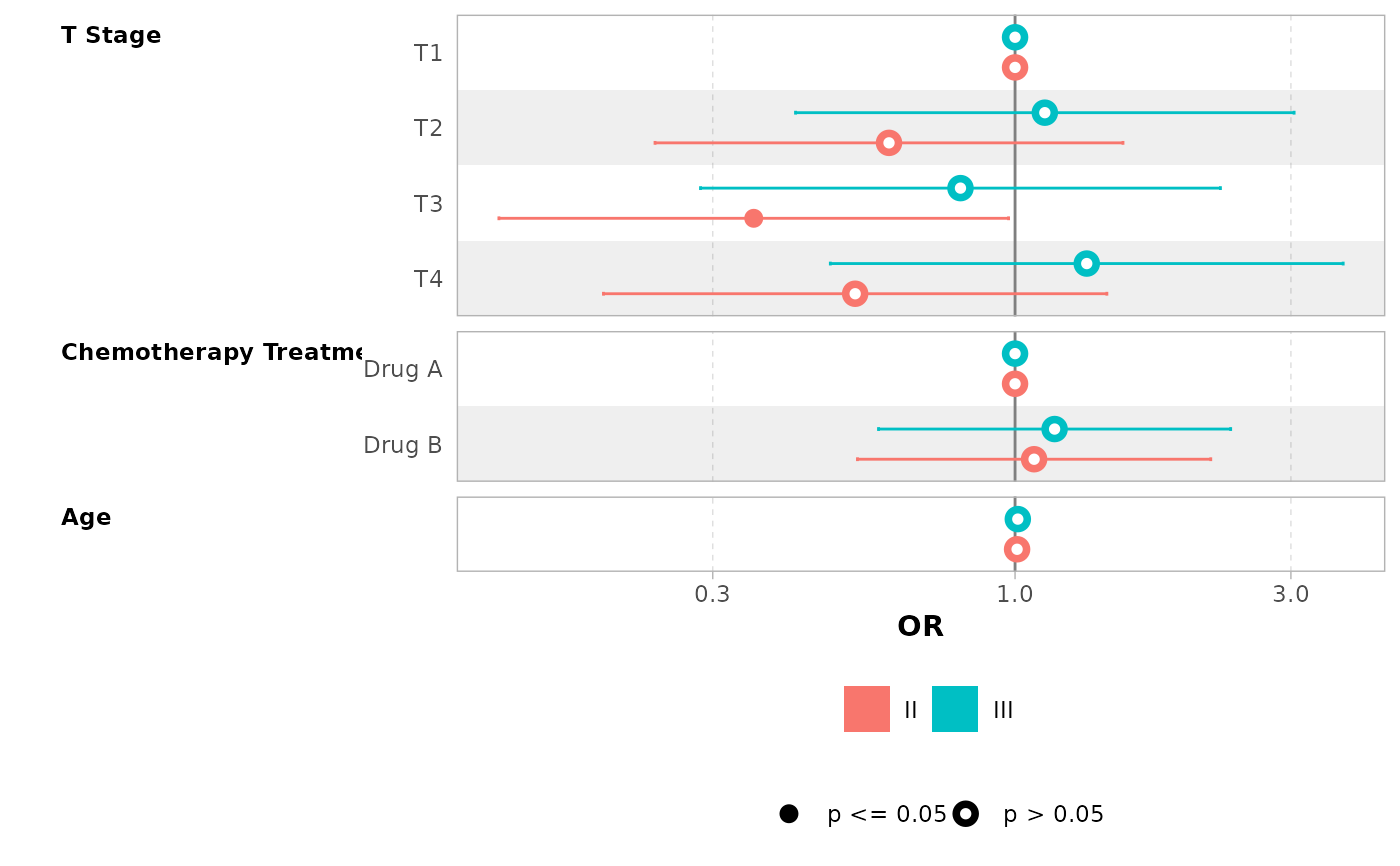 T Stage
T1
T2
T3
T4
Chemotherapy Treatme
Drug A
Drug B
Age
0.3 1.0 3.0
OR
II III
p <= 0.05 p > 0.05